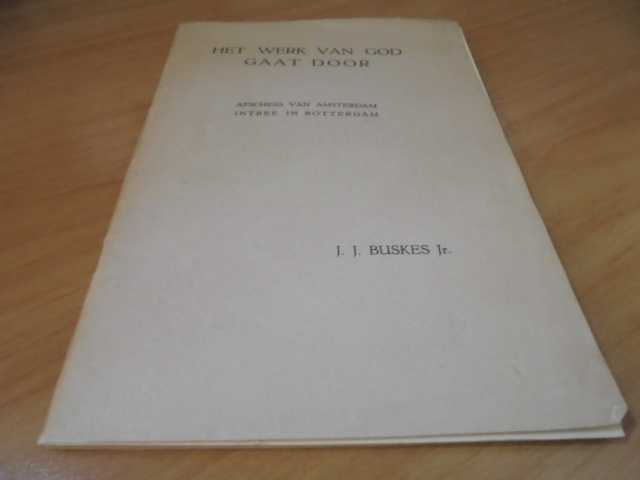 HET WERK VAN GOD
GAAT DOOR
AFSCHEID VAN AMSTERDAM
INTREE IN ROTTERDAM
J. J. BUSKES Jr.